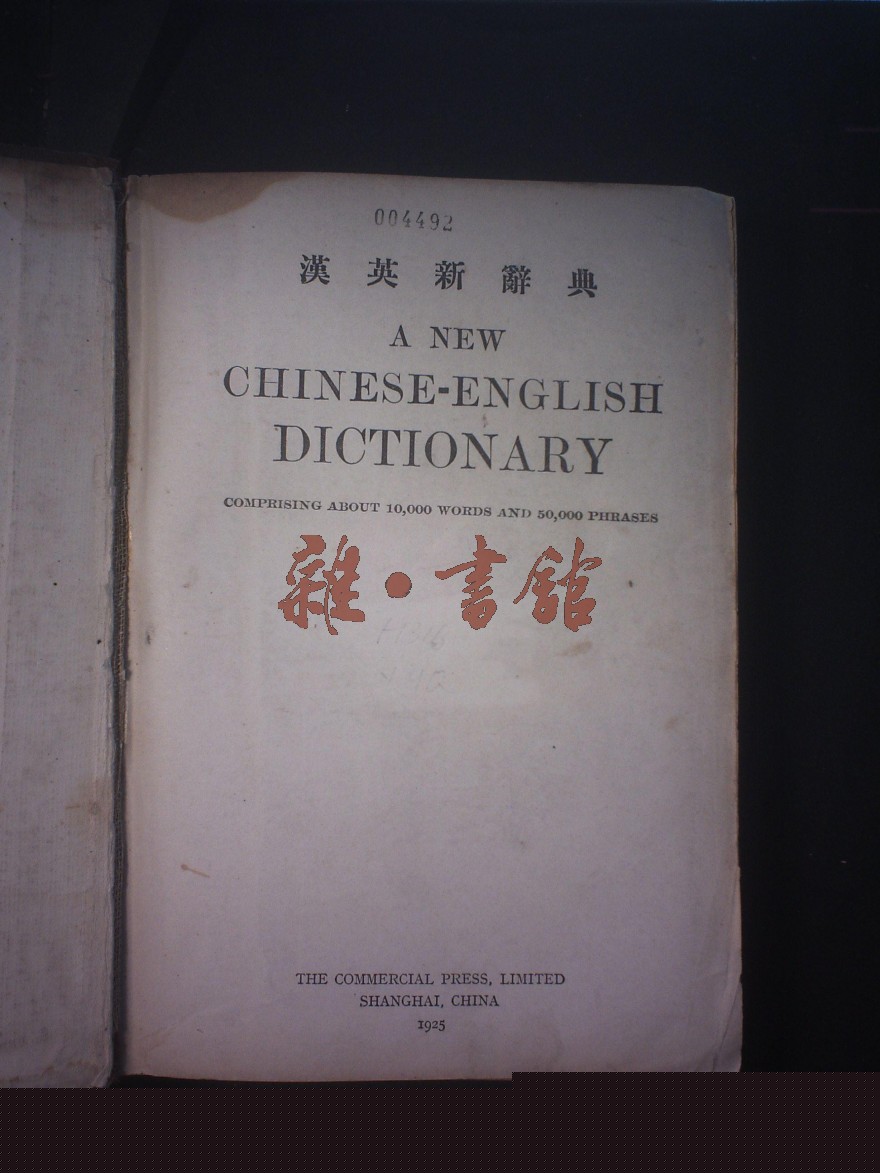 004492
漢英新辭典
A NEW
CHINESE-ENGLISH
DICTIONARY
COMPRISING ABOUT 10,000 WORDS AND 50,000 PHRASES
雜•書館
THE COMMERCIAL PRESS, LIMITED
SHANGHAI, CHINA
1925